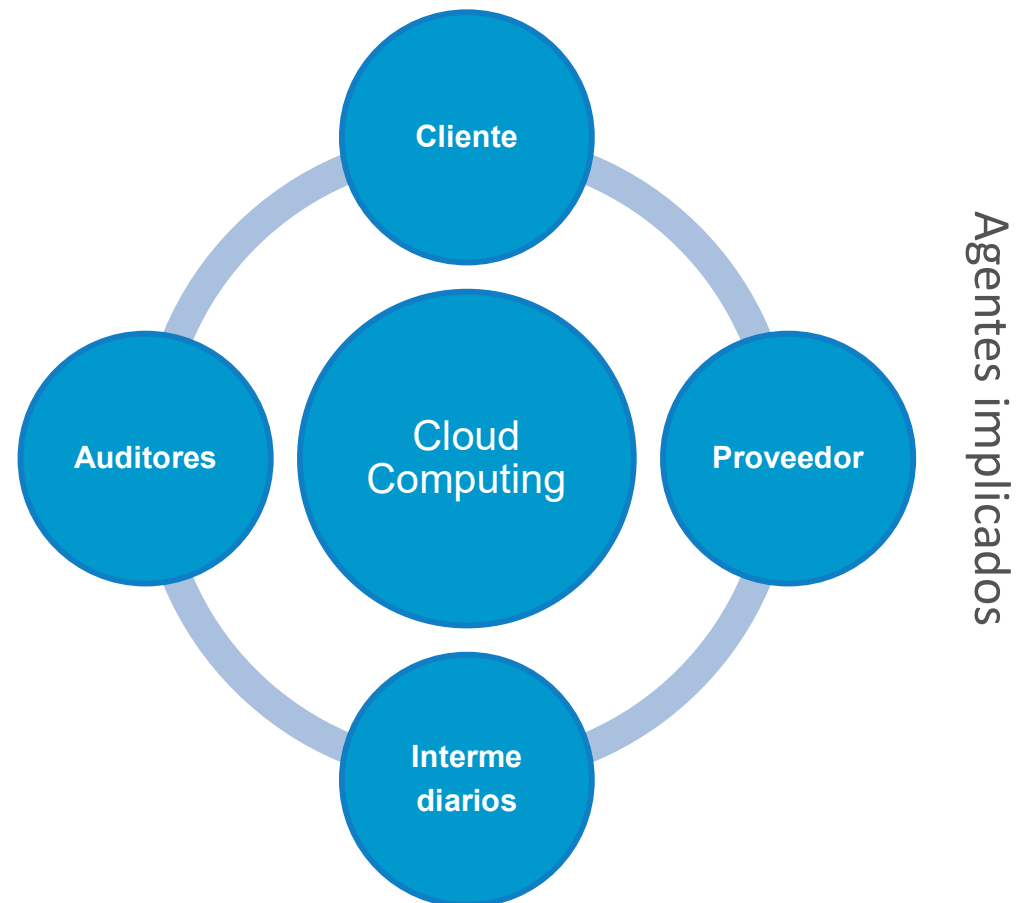 Cliente
Auditores
Cloud
Computing
Proveedor
Interme
diarios
Agentes implicados